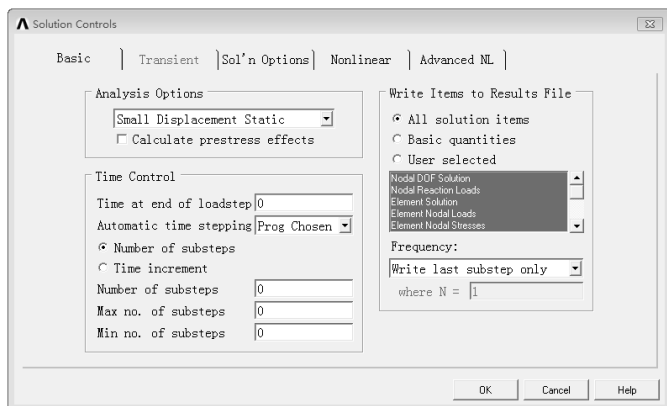 Solution Controls
Basic Transient Sol'n Options Nonlinear Advanced NL
Analysis Options
Small Displacement Static
Calculate prestress effects
Time Control
Time at end of loadstep 0
Automatic time stepping Prog Chosen
Number of substeps
Time increment
Number of substeps 0
Max no. of substeps 0
Min no. of substeps 0
Write Items to Results File
All solution items
Basic quantities
User selected
Nodal DOF Solution
Nodal Reaction Loads
Element Solution
Element Nodal Loads
Element Nodal Stresses
Frequency:
Write last substep only
where N = 1
OK Cancel Help